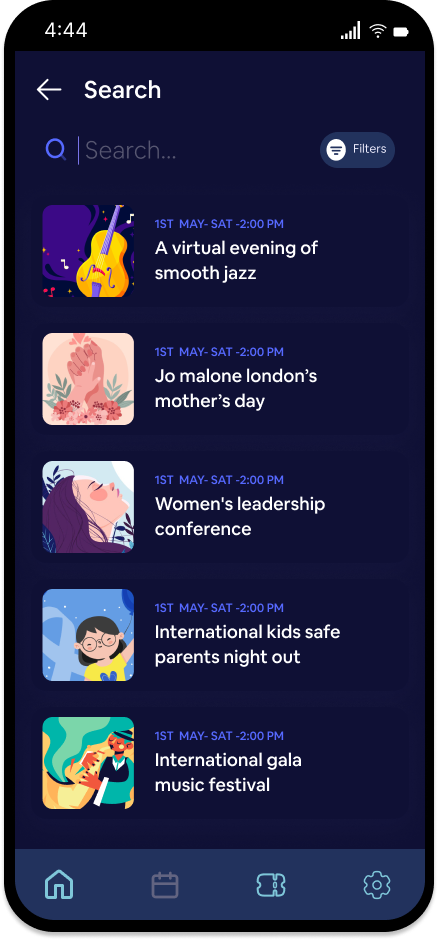 4:44
Search
Search...
Filters
1ST MAY- SAT -2:00 PM
A virtual evening of
smooth jazz
1ST MAY- SAT -2:00 PM
Jo malone london’s
mother’s day
1ST MAY- SAT -2:00 PM
Women's leadership
conference
1ST MAY- SAT -2:00 PM
International kids safe
parents night out
1ST MAY- SAT -2:00 PM
International gala
music festival